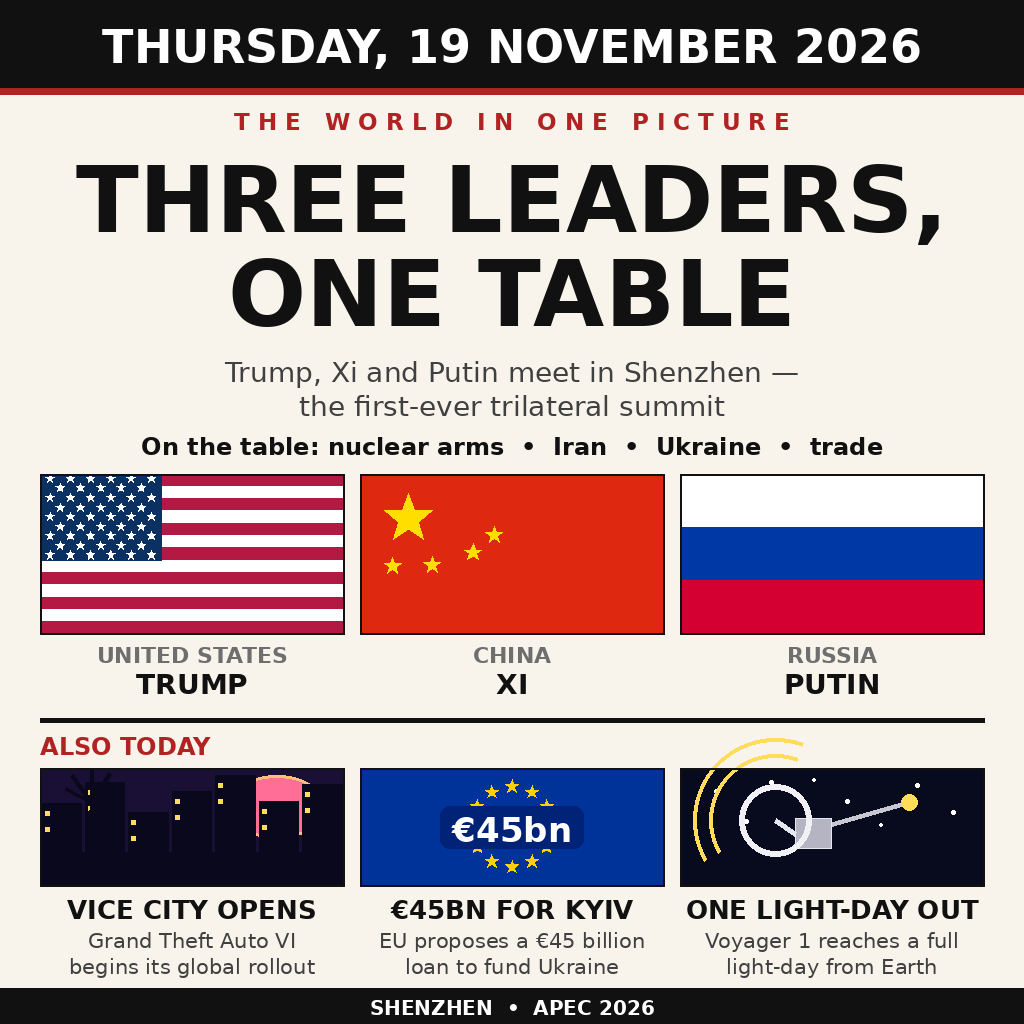 THURSDAY, 19 NOVEMBER 2026
THE WORLD IN ONE PICTURE
THREE LEADERS,
ONE TABLE
Trump, Xi and Putin meet in Shenzhen —
the first-ever trilateral summit
On the table: nuclear arms • Iran • Ukraine • trade
UNITED STATES
TRUMP
CHINA
XI
RUSSIA
PUTIN
ALSO TODAY
€45bn
VICE CITY OPENS
Grand Theft Auto VI
begins its global rollout
€45BN FOR KYIV
EU proposes a €45 billion
loan to fund Ukraine
ONE LIGHT-DAY OUT
Voyager 1 reaches a full
light-day from Earth
SHENZHEN • APEC 2026